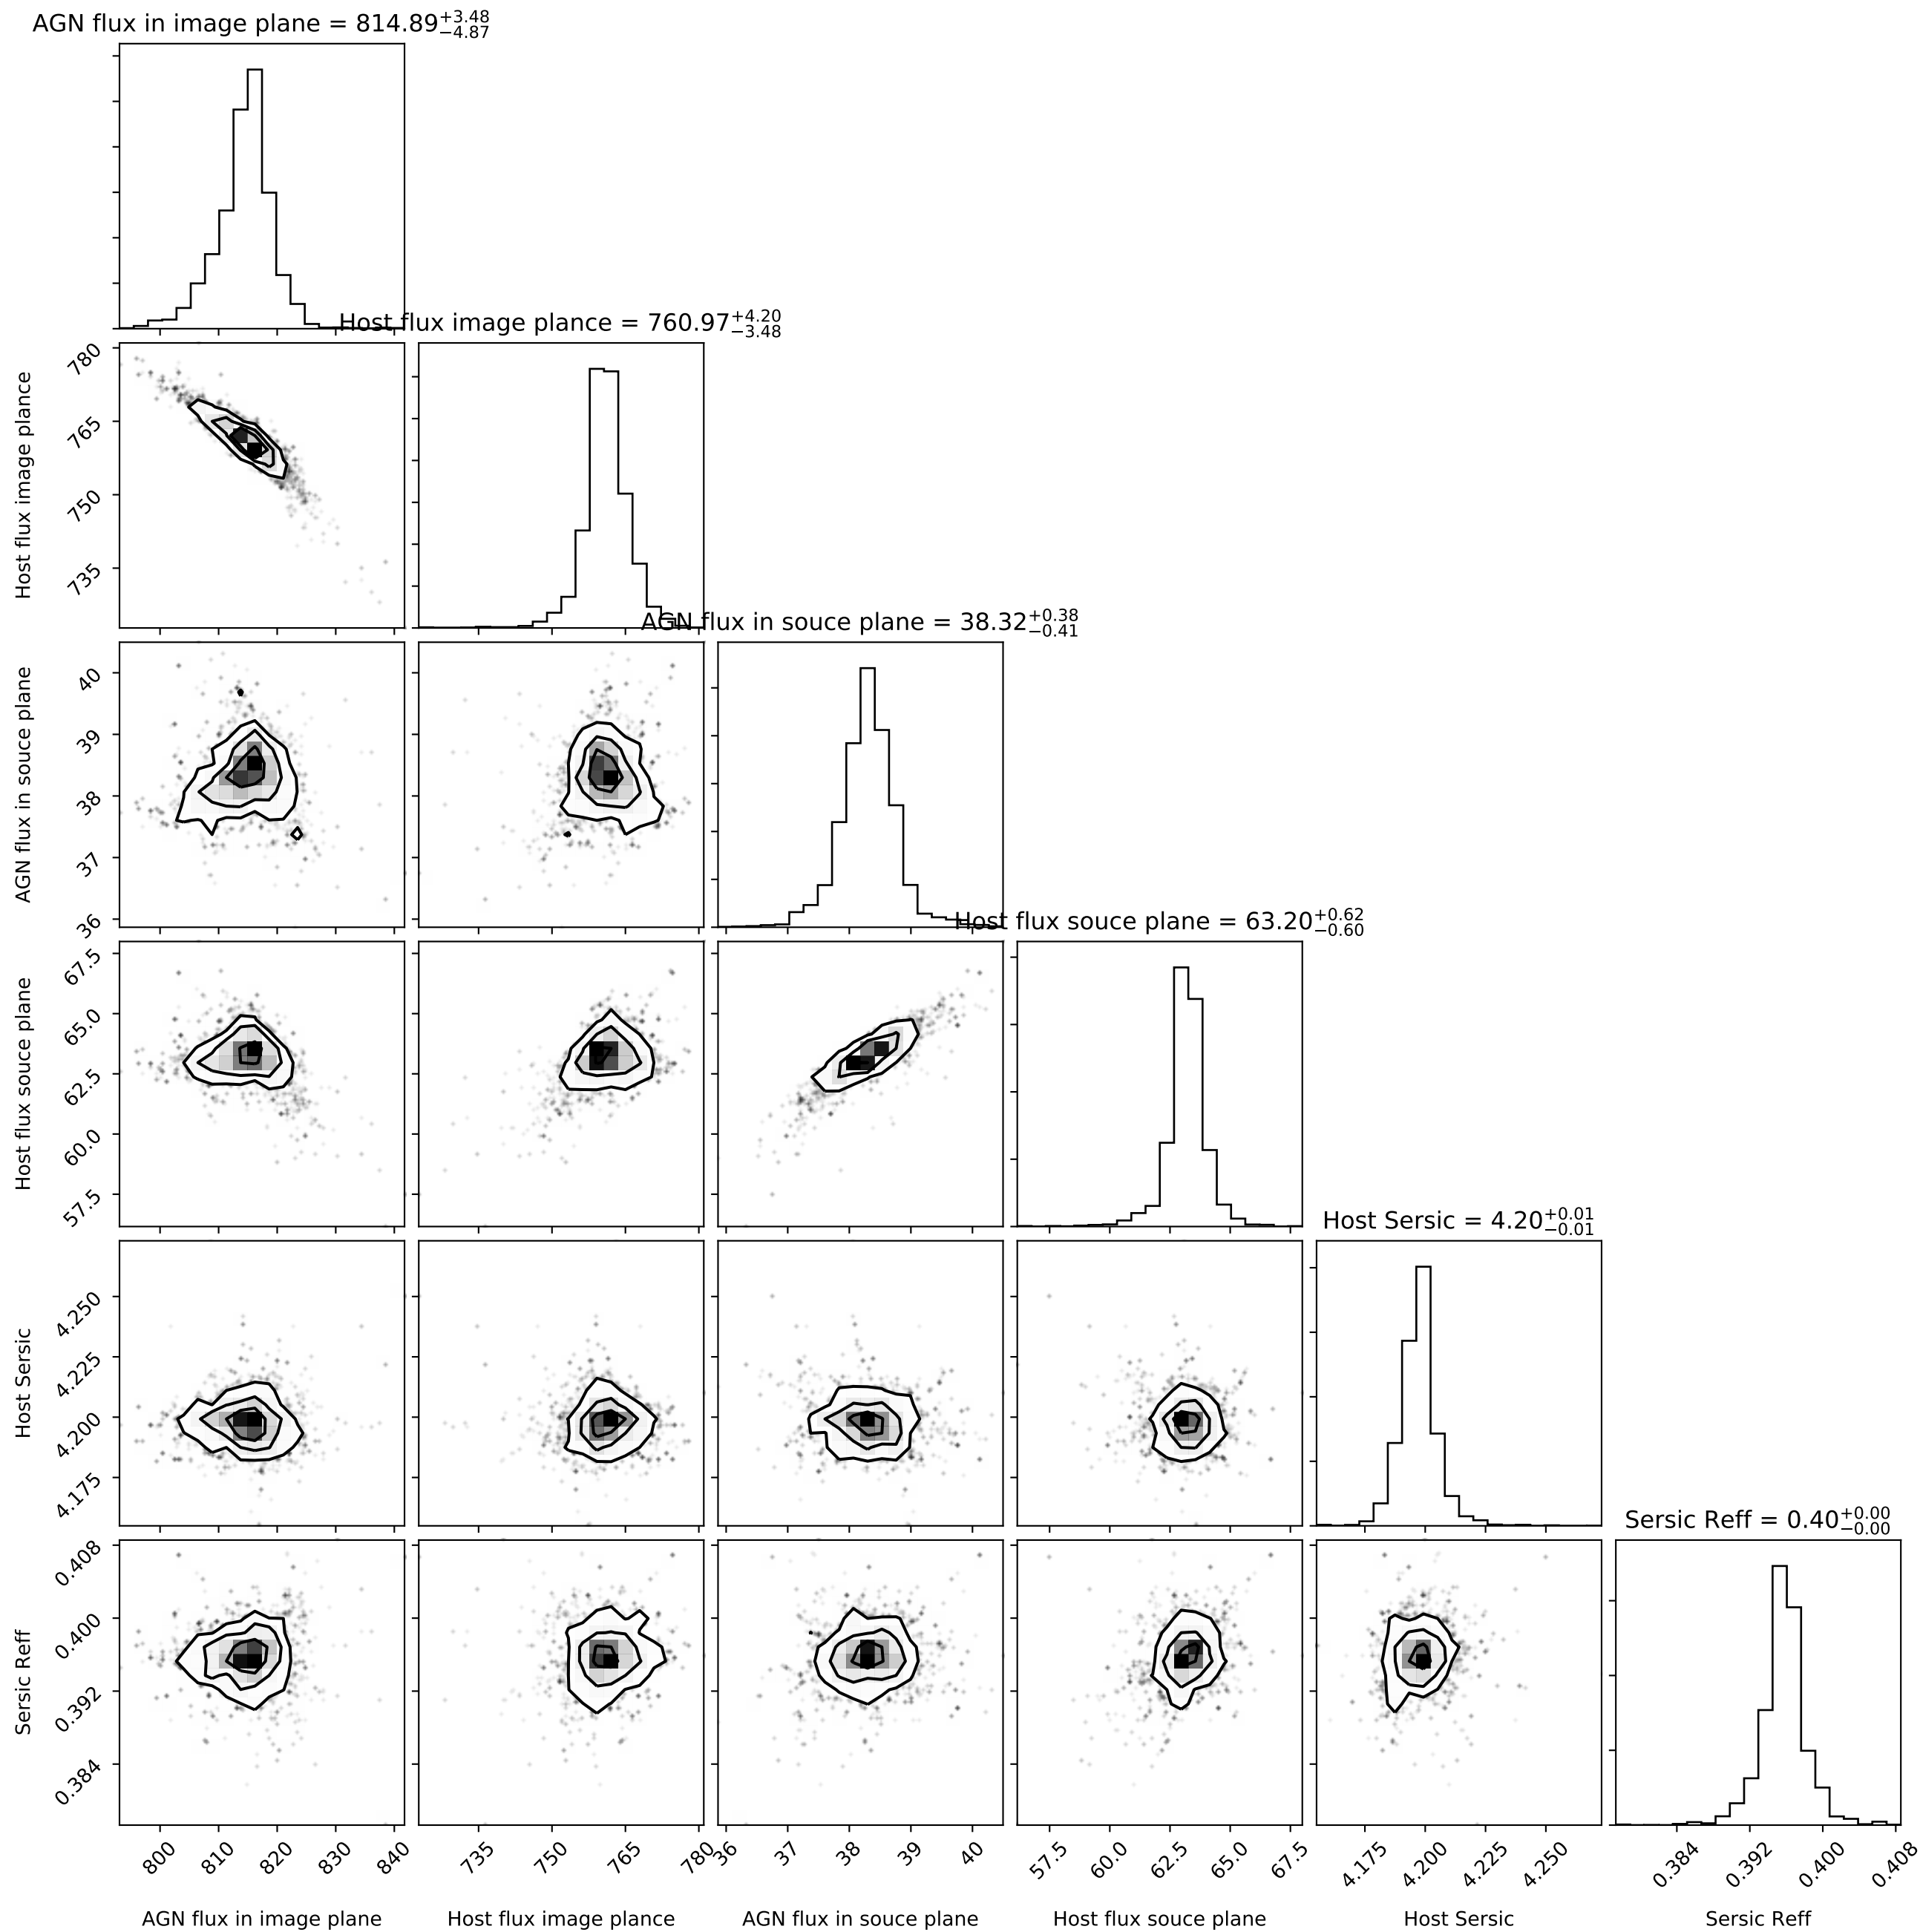 AGN flux in image plane = 814.89+3.48−4.87
Host flux image plance = 760.97+4.20−3.48
780
765
750
735
Host flux image plance
AGN flux in souce plane = 38.32+0.38−0.41
40
39
38
37
36
AGN flux in souce plane
Host flux souce plane = 63.20+0.62−0.60
67.5
65.0
62.5
60.0
57.5
Host flux souce plane
Host Sersic = 4.20+0.01−0.01
4.250
4.225
4.200
4.175
Host Sersic
Sersic Reff = 0.40+0.00−0.00
0.408
0.400
0.392
0.384
Sersic Reff
800 810 820 830 840 735 750 765 780 36 37 38 39 40 57.5 60.0 62.5 65.0 67.5 4.175 4.200 4.225 4.250 0.384 0.392 0.400 0.408
AGN flux in image plane Host flux image plance AGN flux in souce plane Host flux souce plane Host Sersic Sersic Reff